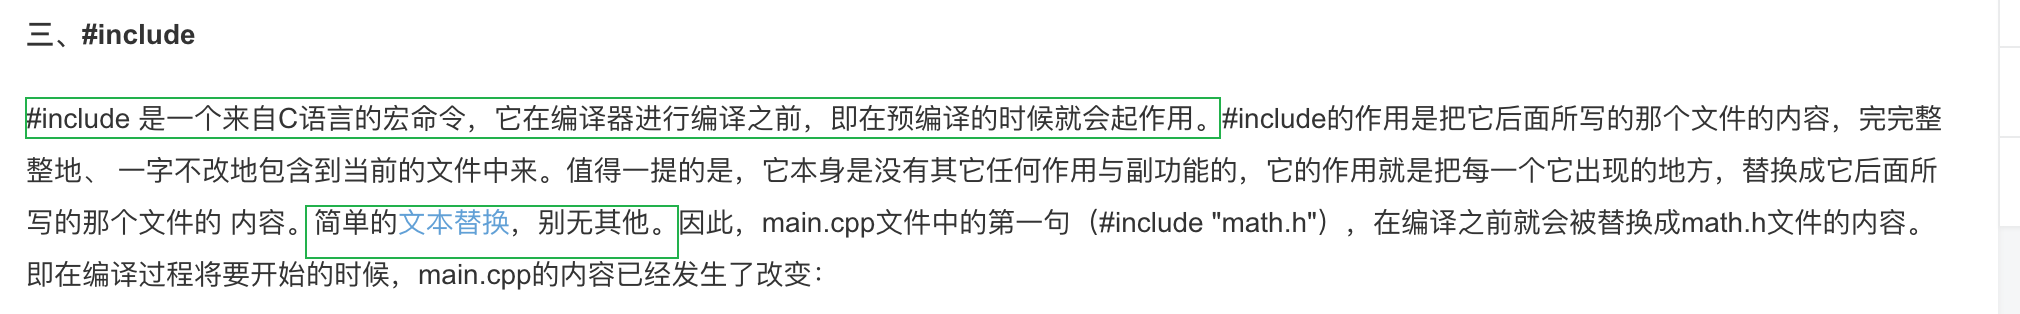 三、#include
#include 是一个来自C语言的宏命令，它在编译器进行编译之前，即在预编译的时候就会起作用。#include的作用是把它后面所写的那个文件的内容，完完整
整地、 一字不改地包含到当前的文件中来。值得一提的是，它本身是没有其它任何作用与副功能的，它的作用就是把每一个它出现的地方，替换成它后面所
写的那个文件的 内容。简单的文本替换，别无其他。因此，main.cpp文件中的第一句（#include "math.h"），在编译之前就会被替换成math.h文件的内容。
即在编译过程将要开始的时候，main.cpp的内容已经发生了改变：